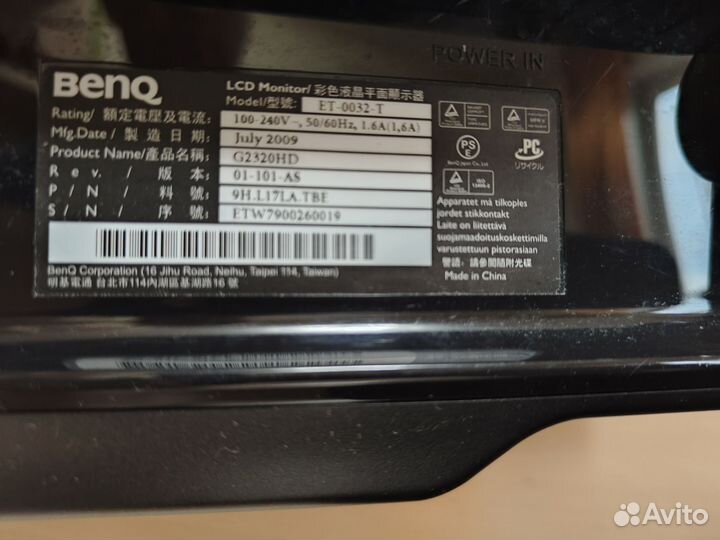 POWER IN
BenQ
LCD Monitor/彩色液晶平面顯示器
Model/型號: ET-0032-T
Rating/ 額定電壓及電流: 100-240V~, 50/60Hz, 1.6A(1,6A)
Mfg.Date/ 製造日期: July 2009
Product Name/產品名稱: G2320HD
Rev./ 版本: 01-101-AS
P/N/ 料號: 9H.L17LA.TBE
S/N/ 序號: ETW7900260019
BenQ Corporation (16 Jihu Road, Neihu, Taipei 114, Taiwan)
明基電通 台北市114內湖區基湖路16號
PS
E
BenQ Japan Co., Ltd
PC
リサイクル
ISO
Apparatet må tilkoples
jordet stikkontakt
Laite on liitettävä
suojamaadoituskoskettimilla
varustettuun pistorasiaan
警語: 請參閱隨附光碟
Made in China
Avito